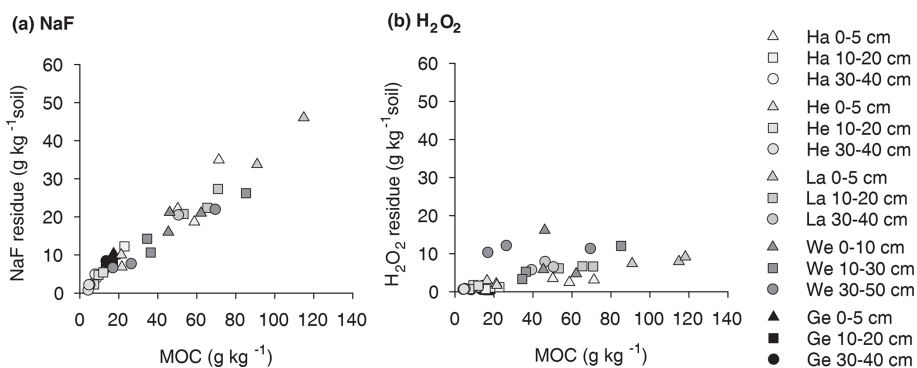 (a) NaF
NaF residue (g kg⁻¹soil)
60
50
40
30
20
10
0
0 20 40 60 80 100 120 140
MOC (g kg⁻¹)
(b) H₂O₂
H₂O₂ residue (g kg⁻¹soil)
60
50
40
30
20
10
0
0 20 40 60 80 100 120 140
MOC (g kg⁻¹)
Ha 0-5 cm
Ha 10-20 cm
Ha 30-40 cm
He 0-5 cm
He 10-20 cm
He 30-40 cm
La 0-5 cm
La 10-20 cm
La 30-40 cm
We 0-10 cm
We 10-30 cm
We 30-50 cm
Ge 0-5 cm
Ge 10-20 cm
Ge 30-40 cm